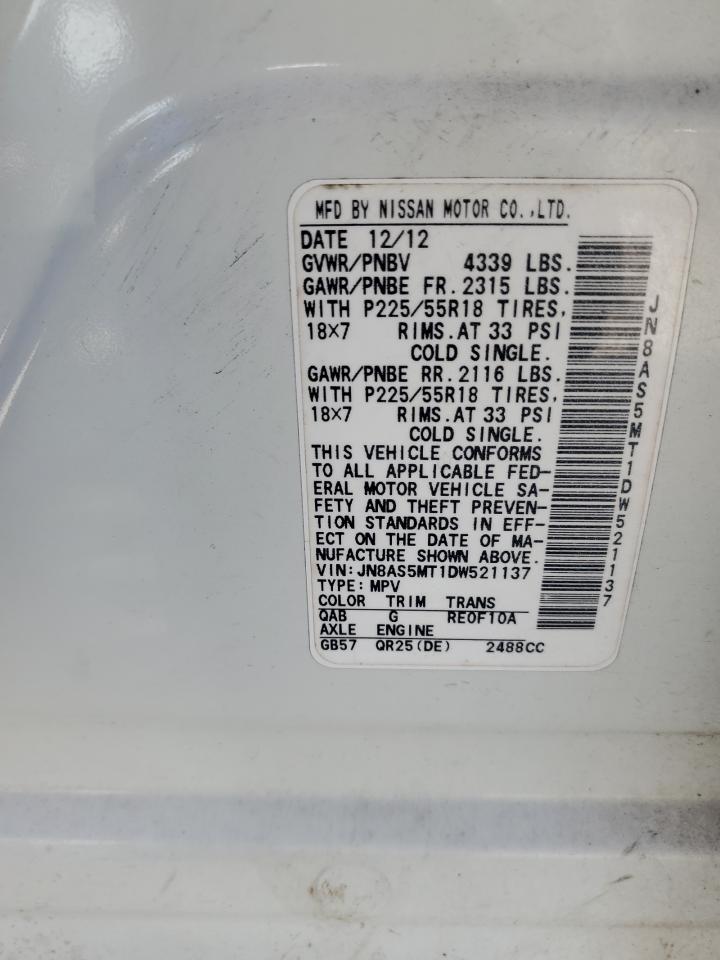 MFD BY NISSAN MOTOR CO.,LTD.
DATE 12/12
GVWR/PNBV 4339 LBS.
GAWR/PNBE FR.2315 LBS.
WITH P225/55R18 TIRES,
18×7 RIMS.AT 33 PSI
COLD SINGLE.
GAWR/PNBE RR.2116 LBS.
WITH P225/55R18 TIRES,
18×7 RIMS.AT 33 PSI
COLD SINGLE.
THIS VEHICLE CONFORMS
TO ALL APPLICABLE FED-
ERAL MOTOR VEHICLE SA-
FETY AND THEFT PREVEN-
TION STANDARDS IN EFF-
ECT ON THE DATE OF MA-
NUFACTURE SHOWN ABOVE.
VIN:JN8AS5MT1DW521137
TYPE:MPV
COLOR TRIM TRANS
QAB G RE0F10A
AXLE ENGINE
GB57 QR25(DE) 2488CC
JN8AS5MT1DW521137